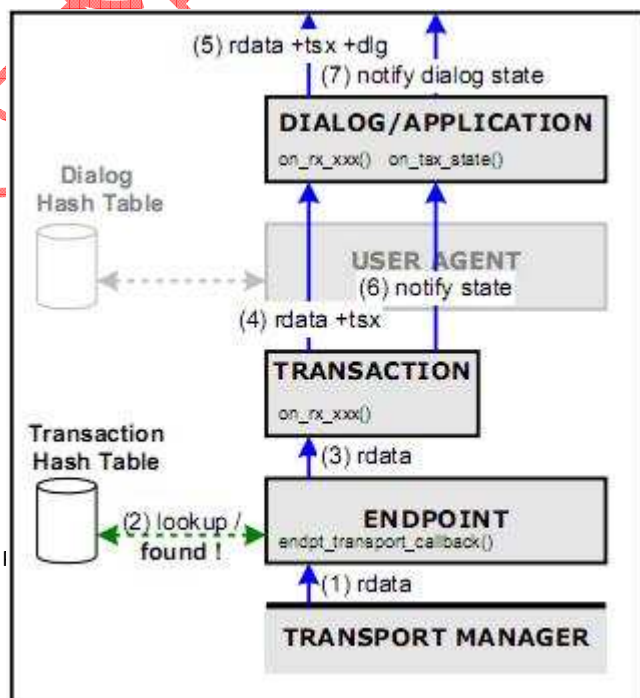 (5) rdata +tsx +dlg
(7) notify dialog state
DIALOG/APPLICATION
on_rx_xxx() on_tsx_state()
Dialog
Hash Table
USER AGENT
(6) notify state
(4) rdata +tsx
TRANSACTION
on_rx_xxx()
Transaction
Hash Table
(3) rdata
(2) lookup /
found !
ENDPOINT
endpt_transport_callback()
(1) rdata
TRANSPORT MANAGER